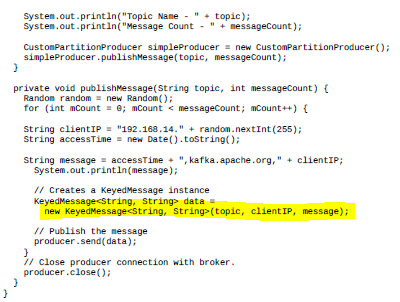 System.out.println("Topic Name - " + topic);
System.out.println("Message Count - " + messageCount);
CustomPartitionProducer simpleProducer = new CustomPartitionProducer();
simpleProducer.publishMessage(topic, messageCount);
}
private void publishMessage(String topic, int messageCount) {
Random random = new Random();
for (int mCount = 0; mCount < messageCount; mCount++) {
String clientIP = "192.168.14." + random.nextInt(255);
String accessTime = new Date().toString();
String message = accessTime + ",kafka.apache.org," + clientIP;
System.out.println(message);
// Creates a KeyedMessage instance
KeyedMessage<String, String> data =
new KeyedMessage<String, String>(topic, clientIP, message);
// Publish the message
producer.send(data);
}
// Close producer connection with broker.
producer.close();
}
}